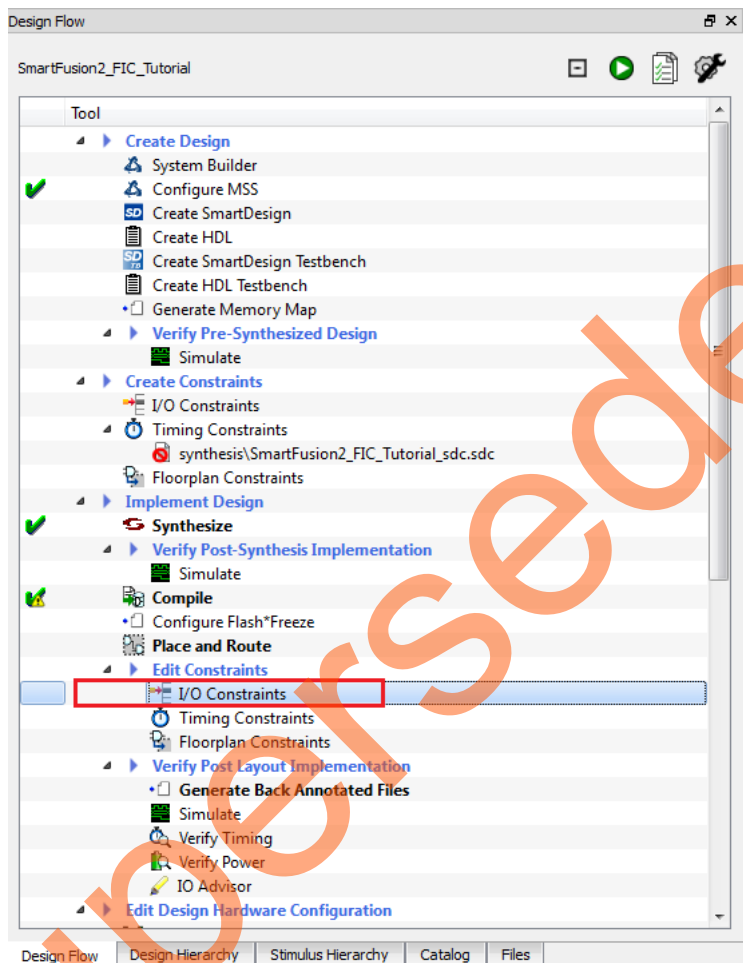 Design Flow
SmartFusion2_FIC_Tutorial
Tool
Create Design
System Builder
Configure MSS
SD Create SmartDesign
Create HDL
SD TB Create SmartDesign Testbench
Create HDL Testbench
Generate Memory Map
Verify Pre-Synthesized Design
Simulate
Create Constraints
I/O Constraints
Timing Constraints
synthesis\SmartFusion2_FIC_Tutorial_sdc.sdc
Floorplan Constraints
Implement Design
Synthesize
Verify Post-Synthesis Implementation
Simulate
Compile
Configure Flash*Freeze
Place and Route
Edit Constraints
I/O Constraints
Timing Constraints
Floorplan Constraints
Verify Post Layout Implementation
Generate Back Annotated Files
Simulate
Verify Timing
Verify Power
IO Advisor
Edit Design Hardware Configuration
Design Flow Design Hierarchy Stimulus Hierarchy Catalog Files
persede